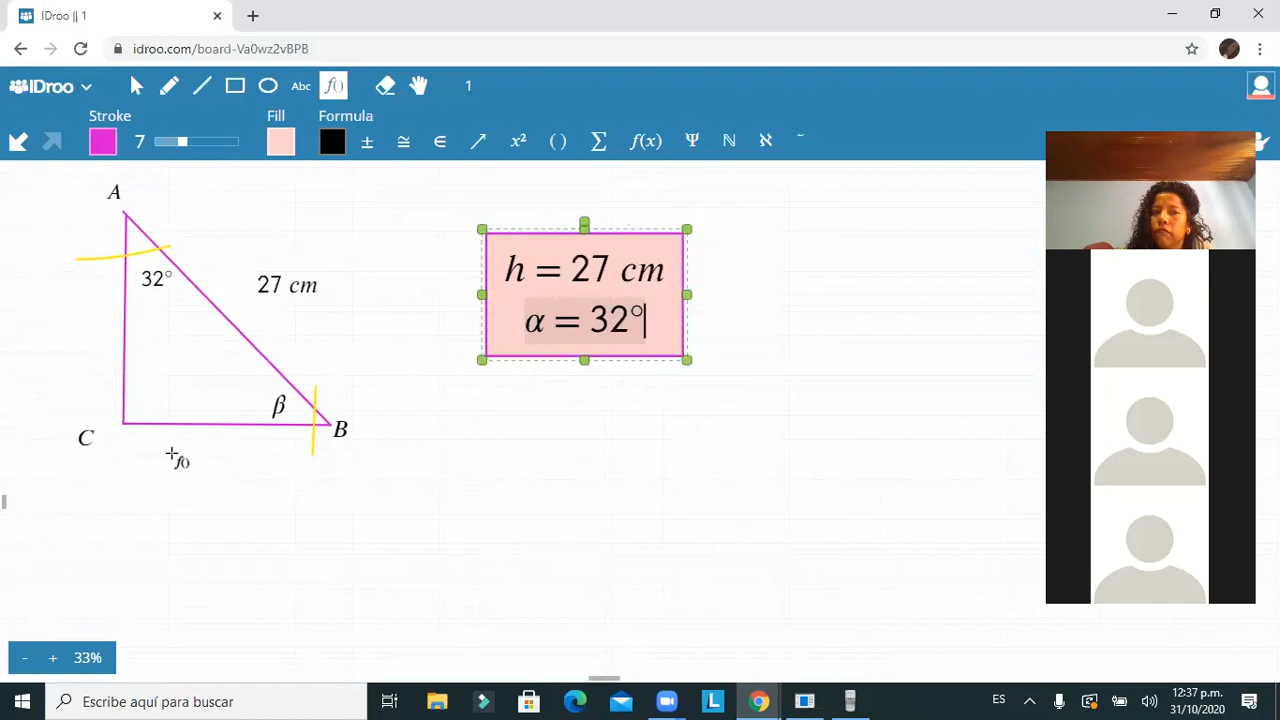 IDroo || 1
idroo.com/board-Va0wz2vBPB
IDroo
Abc
f()
1
Stroke
Fill
Formula
7
± ≅ ∈ x² ( ) ∑ f(x) Ψ ℕ ℵ ~
A
32°
27 cm
β
B
C
f()
h = 27 cm
α = 32°
- + 33%
Escribe aquí para buscar
L
ES
12:37 p.m.
31/10/2020